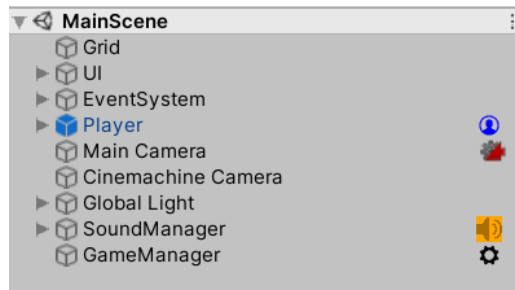 MainScene
Grid
UI
EventSystem
Player
Main Camera
Cinemachine Camera
Global Light
SoundManager
GameManager